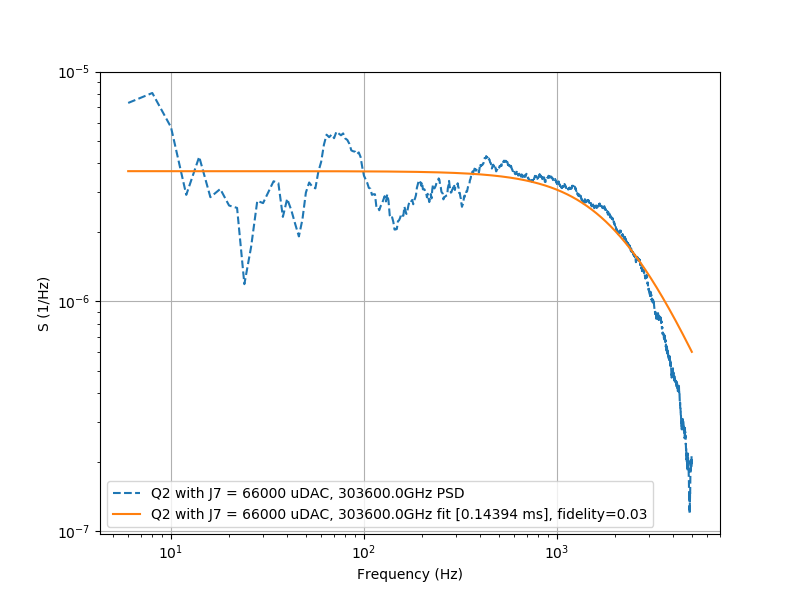 10⁻⁵
10⁻⁶
10⁻⁷
S (1/Hz)
Q2 with J7 = 66000 uDAC, 303600.0GHz PSD
Q2 with J7 = 66000 uDAC, 303600.0GHz fit [0.14394 ms], fidelity=0.03
10¹ 10² 10³
Frequency (Hz)